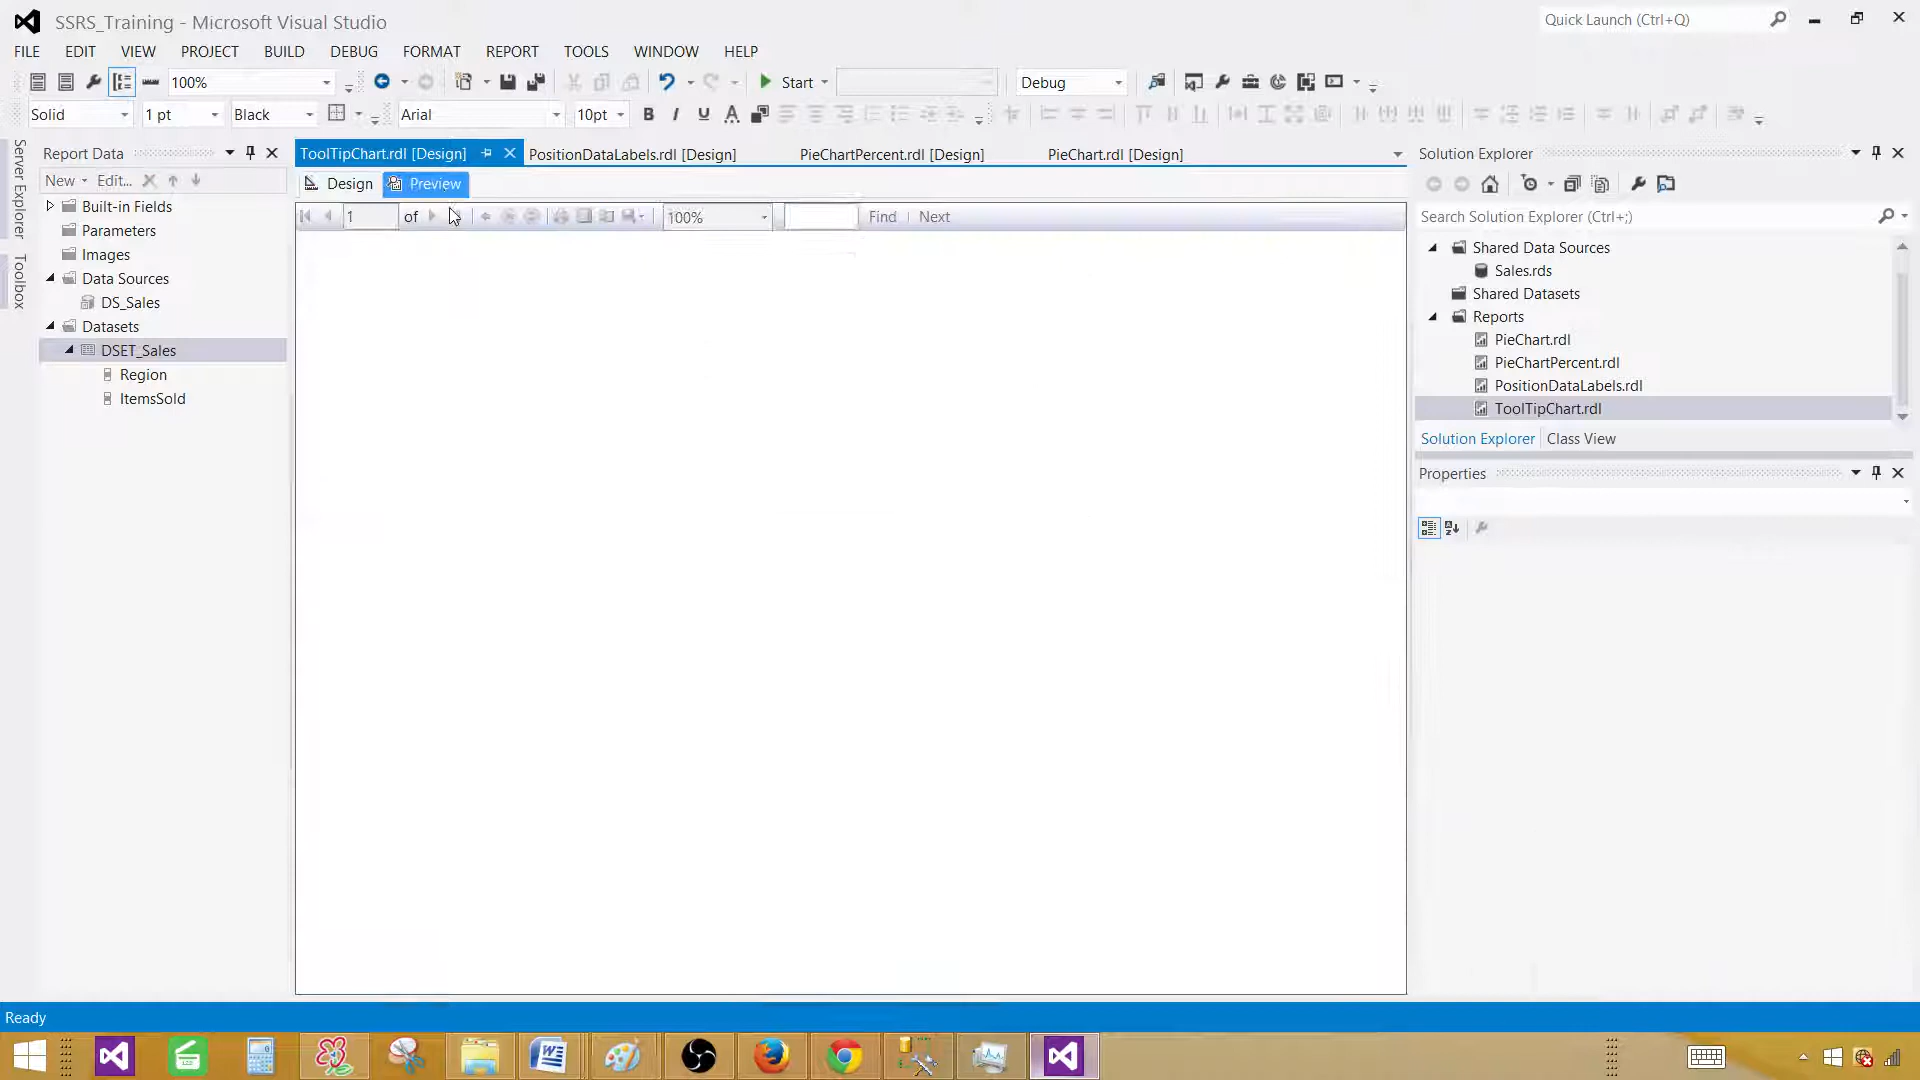 SSRS_Training - Microsoft Visual Studio
Quick Launch (Ctrl+Q)
FILE EDIT VIEW PROJECT BUILD DEBUG FORMAT REPORT TOOLS WINDOW HELP
100% Start Debug
Solid 1 pt Black Arial 10pt B I U A
Server Explorer
Toolbox
Report Data
New Edit...
Built-in Fields
Parameters
Images
Data Sources
DS_Sales
Datasets
DSET_Sales
Region
ItemsSold
ToolTipChart.rdl [Design] PositionDataLabels.rdl [Design] PieChartPercent.rdl [Design] PieChart.rdl [Design]
Design Preview
1 of 100% Find | Next
Solution Explorer
Search Solution Explorer (Ctrl+;)
Shared Data Sources
Sales.rds
Shared Datasets
Reports
PieChart.rdl
PieChartPercent.rdl
PositionDataLabels.rdl
ToolTipChart.rdl
Solution Explorer Class View
Properties
Ready